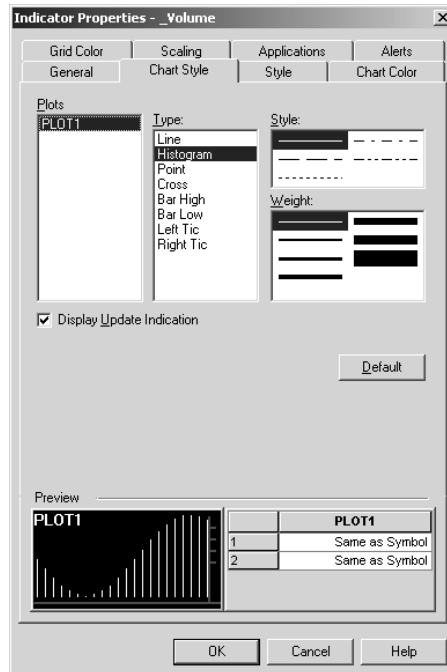 Indicator Properties - _Volume
Grid Color Scaling Applications Alerts
General Chart Style Style Chart Color
Plots
PLOT1
Type:
Line
Histogram
Point
Cross
Bar High
Bar Low
Left Tic
Right Tic
Style:
Weight:
Display Update Indication
Default
Preview
PLOT1
PLOT1
1 Same as Symbol
2 Same as Symbol
OK Cancel Help